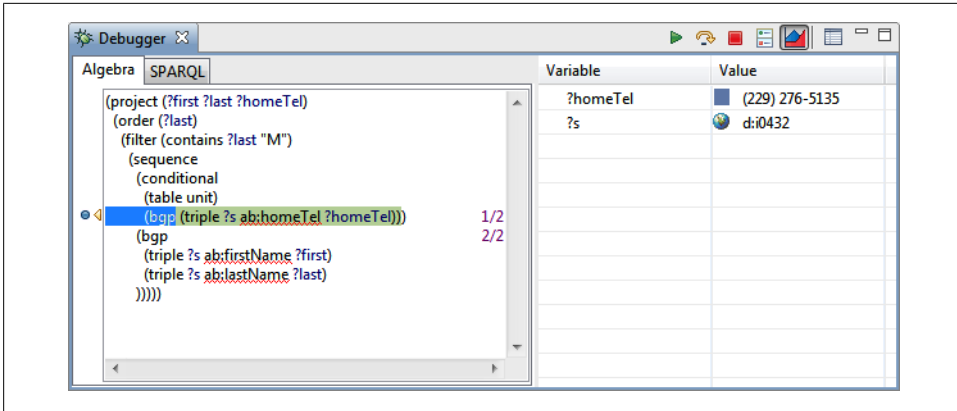 Debugger
Algebra SPARQL
(project (?first ?last ?homeTel)
(order (?last)
(filter (contains ?last "M")
(sequence
(conditional
(table unit)
(bgp (triple ?s ab:homeTel ?homeTel))) 1/2
(bgp 2/2
(triple ?s ab:firstName ?first)
(triple ?s ab:lastName ?last)
)))))
Variable Value
?homeTel (229) 276-5135
?s d:i0432